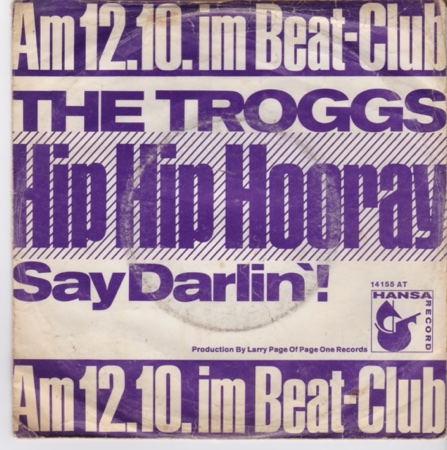 Am 12.10. im Beat-Club
THE TROGGS
Hip Hip Hooray
Say Darlin`!
14155 AT
HANSA
RECORD
Production By Larry Page Of Page One Records
Am 12.10. im Beat-Club